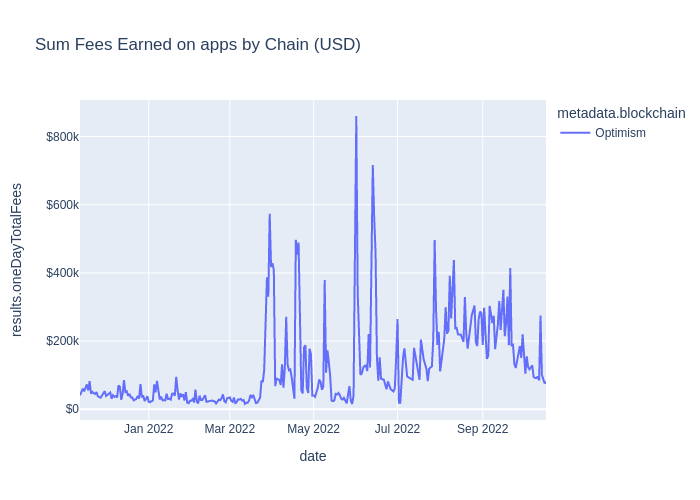 Sum Fees Earned on apps by Chain (USD)
metadata.blockchain
Optimism
results.oneDayTotalFees
$800k
$600k
$400k
$200k
$0
Jan 2022
Mar 2022
May 2022
Jul 2022
Sep 2022
date